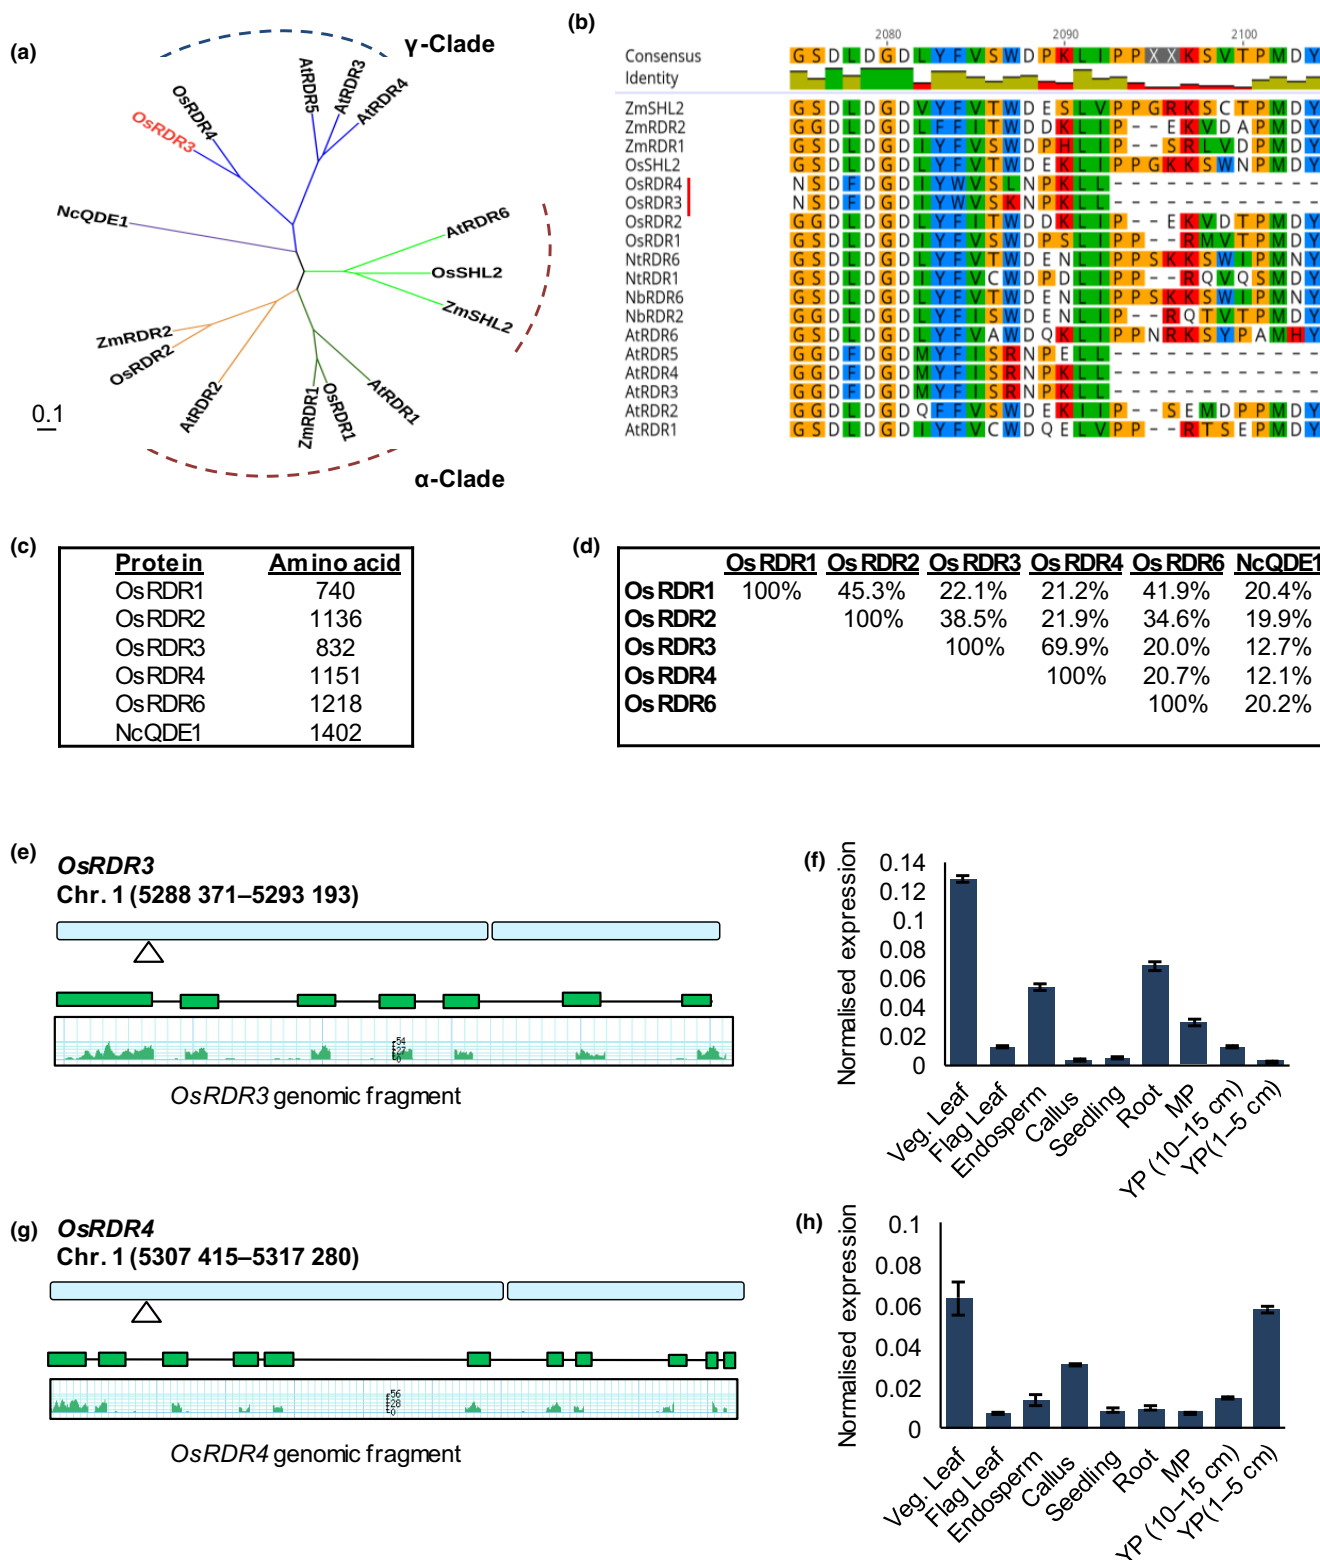 (a)
γ-Clade
AtRDR5
AtRDR3
AtRDR4
OsRDR4
OsRDR3
NcQDE1
AtRDR6
OsSHL2
ZmSHL2
ZmRDR2
OsRDR2
AtRDR2
ZmRDR1
OsRDR1
AtRDR1
0.1
α-Clade
(b)
2080 2090 2100
Consensus G S D L D G D L Y F V S W D P K L I P P X X K S V T P M D Y
Identity
ZmSHL2 G S D L D G D V Y F V T W D E S L V P P G R K S C T P M D Y
ZmRDR2 G G D L D G D L F F I T W D D K L I P - - E K V D A P M D Y
ZmRDR1 G S D L D G D I Y F V S W D P H L I P - - S R L V D P M D Y
OsSHL2 G S D L D G D L Y F V T W D E K L I P P G K K S W N P M D Y
OsRDR4 N S D F D G D I Y W V S L N P K L L - - - - - - - - - - - -
OsRDR3 N S D F D G D I Y W V S K N P K L L - - - - - - - - - - - -
OsRDR2 G G D L D G D L F F I T W D D K L I P - - E K V D T P M D Y
OsRDR1 G S D L D G D I Y F V S W D P S L I P P - - R M V T P M D Y
NtRDR6 G S D L D G D L Y F V T W D E N L I P P S K K S W I P M N Y
NtRDR1 G S D L D G D I Y F V C W D P D L I P P - - R Q V Q S M D Y
NbRDR6 G S D L D G D L Y F V T W D E N L I P P S K K S W I P M N Y
NbRDR2 G S D L D G D L Y F I S W D E N L I P - - R Q T V T P M D Y
AtRDR6 G S D L D G D L Y F V A W D Q K L I P P N R K S Y P A M H Y
AtRDR5 G G D F D G D M Y F I S R N P E L L - - - - - - - - - - - -
AtRDR4 G G D F D G D M Y F I S R N P K L L - - - - - - - - - - - -
AtRDR3 G G D F D G D M Y F I S R N P K L L - - - - - - - - - - - -
AtRDR2 G G D L D G D Q F F V S W D E K I I P - - S E M D P P M D Y
AtRDR1 G S D L D G D I Y F V C W D Q E L V P P - - R T S E P M D Y
(c)
Protein Amino acid
OsRDR1 740
OsRDR2 1136
OsRDR3 832
OsRDR4 1151
OsRDR6 1218
NcQDE1 1402
(d)
OsRDR1 OsRDR2 OsRDR3 OsRDR4 OsRDR6 NcQDE1
OsRDR1 100% 45.3% 22.1% 21.2% 41.9% 20.4%
OsRDR2 100% 38.5% 21.9% 34.6% 19.9%
OsRDR3 100% 69.9% 20.0% 12.7%
OsRDR4 100% 20.7% 12.1%
OsRDR6 100% 20.2%
(e)
OsRDR3
Chr. 1 (5288 371–5293 193)
54
27
0
OsRDR3 genomic fragment
(f)
Normalised expression
0.14
0.12
0.1
0.08
0.06
0.04
0.02
0
Veg. Leaf
Flag Leaf
Endosperm
Callus
Seedling
Root
MP
YP (10–15 cm)
YP(1–5 cm)
(g)
OsRDR4
Chr. 1 (5307 415–5317 280)
56
28
0
OsRDR4 genomic fragment
(h)
Normalised expression
0.1
0.08
0.06
0.04
0.02
0
Veg. Leaf
Flag Leaf
Endosperm
Callus
Seedling
Root
MP
YP (10–15 cm)
YP(1–5 cm)